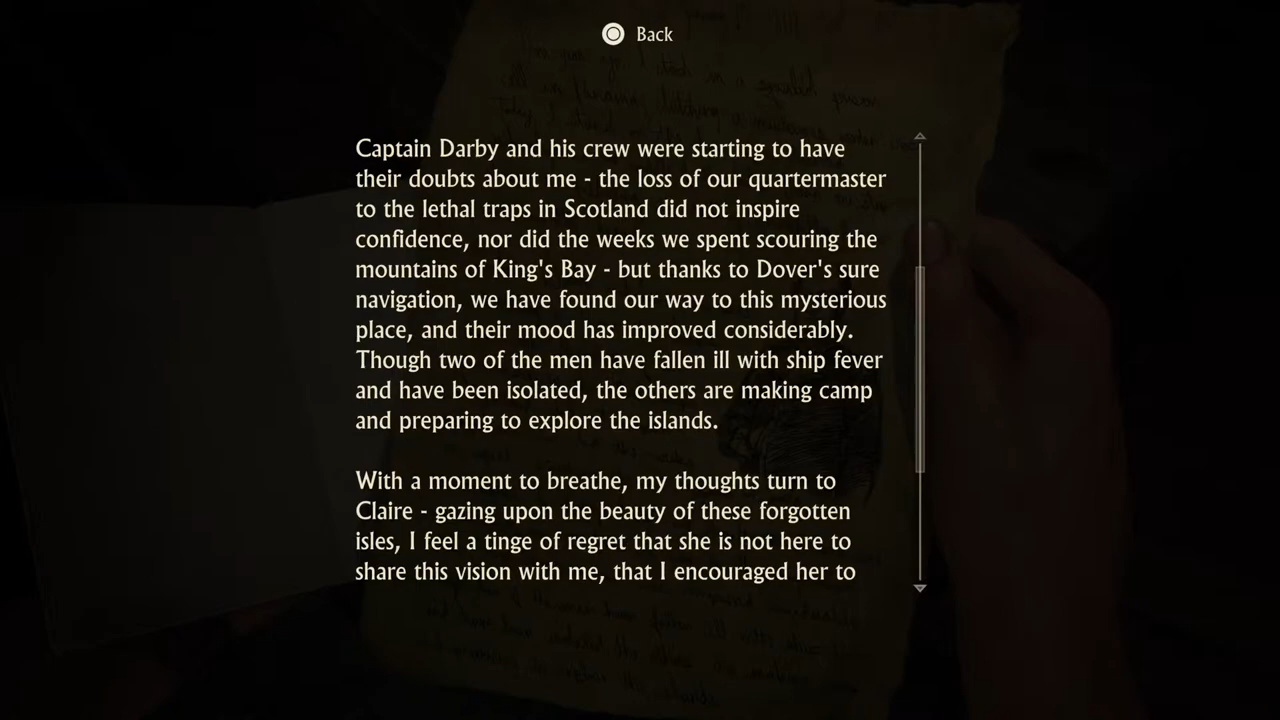 Back
Captain Darby and his crew were starting to have
their doubts about me - the loss of our quartermaster
to the lethal traps in Scotland did not inspire
confidence, nor did the weeks we spent scouring the
mountains of King's Bay - but thanks to Dover's sure
navigation, we have found our way to this mysterious
place, and their mood has improved considerably.
Though two of the men have fallen ill with ship fever
and have been isolated, the others are making camp
and preparing to explore the islands.
With a moment to breathe, my thoughts turn to
Claire - gazing upon the beauty of these forgotten
isles, I feel a tinge of regret that she is not here to
share this vision with me, that I encouraged her to